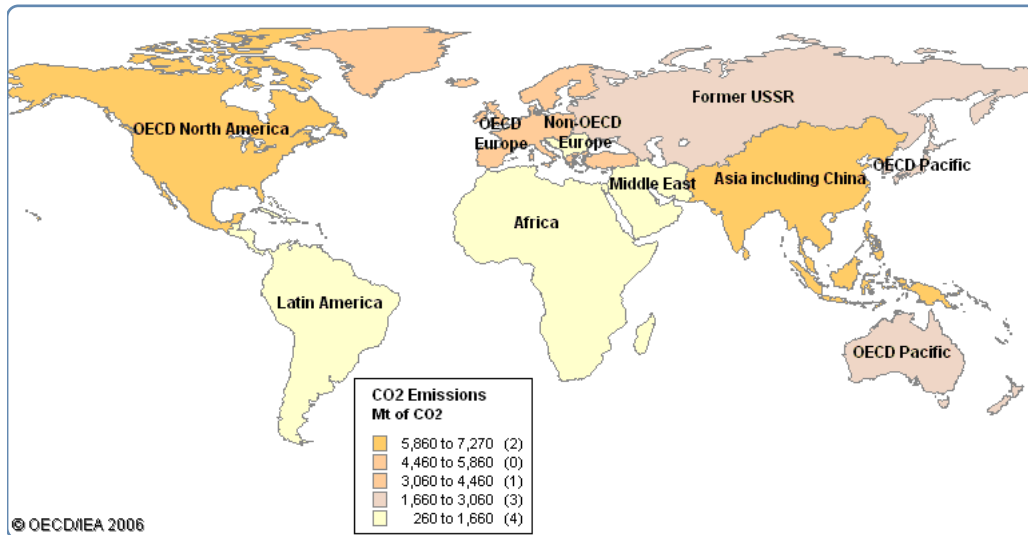 OECD North America
Former USSR
OECD
Europe
Non-OECD
Europe
OECD Pacific
Middle East
Asia including China
Africa
Latin America
OECD Pacific
CO2 Emissions
Mt of CO2
5,860 to 7,270 (2)
4,460 to 5,860 (0)
3,060 to 4,460 (1)
1,660 to 3,060 (3)
260 to 1,660 (4)
© OECD/IEA 2006